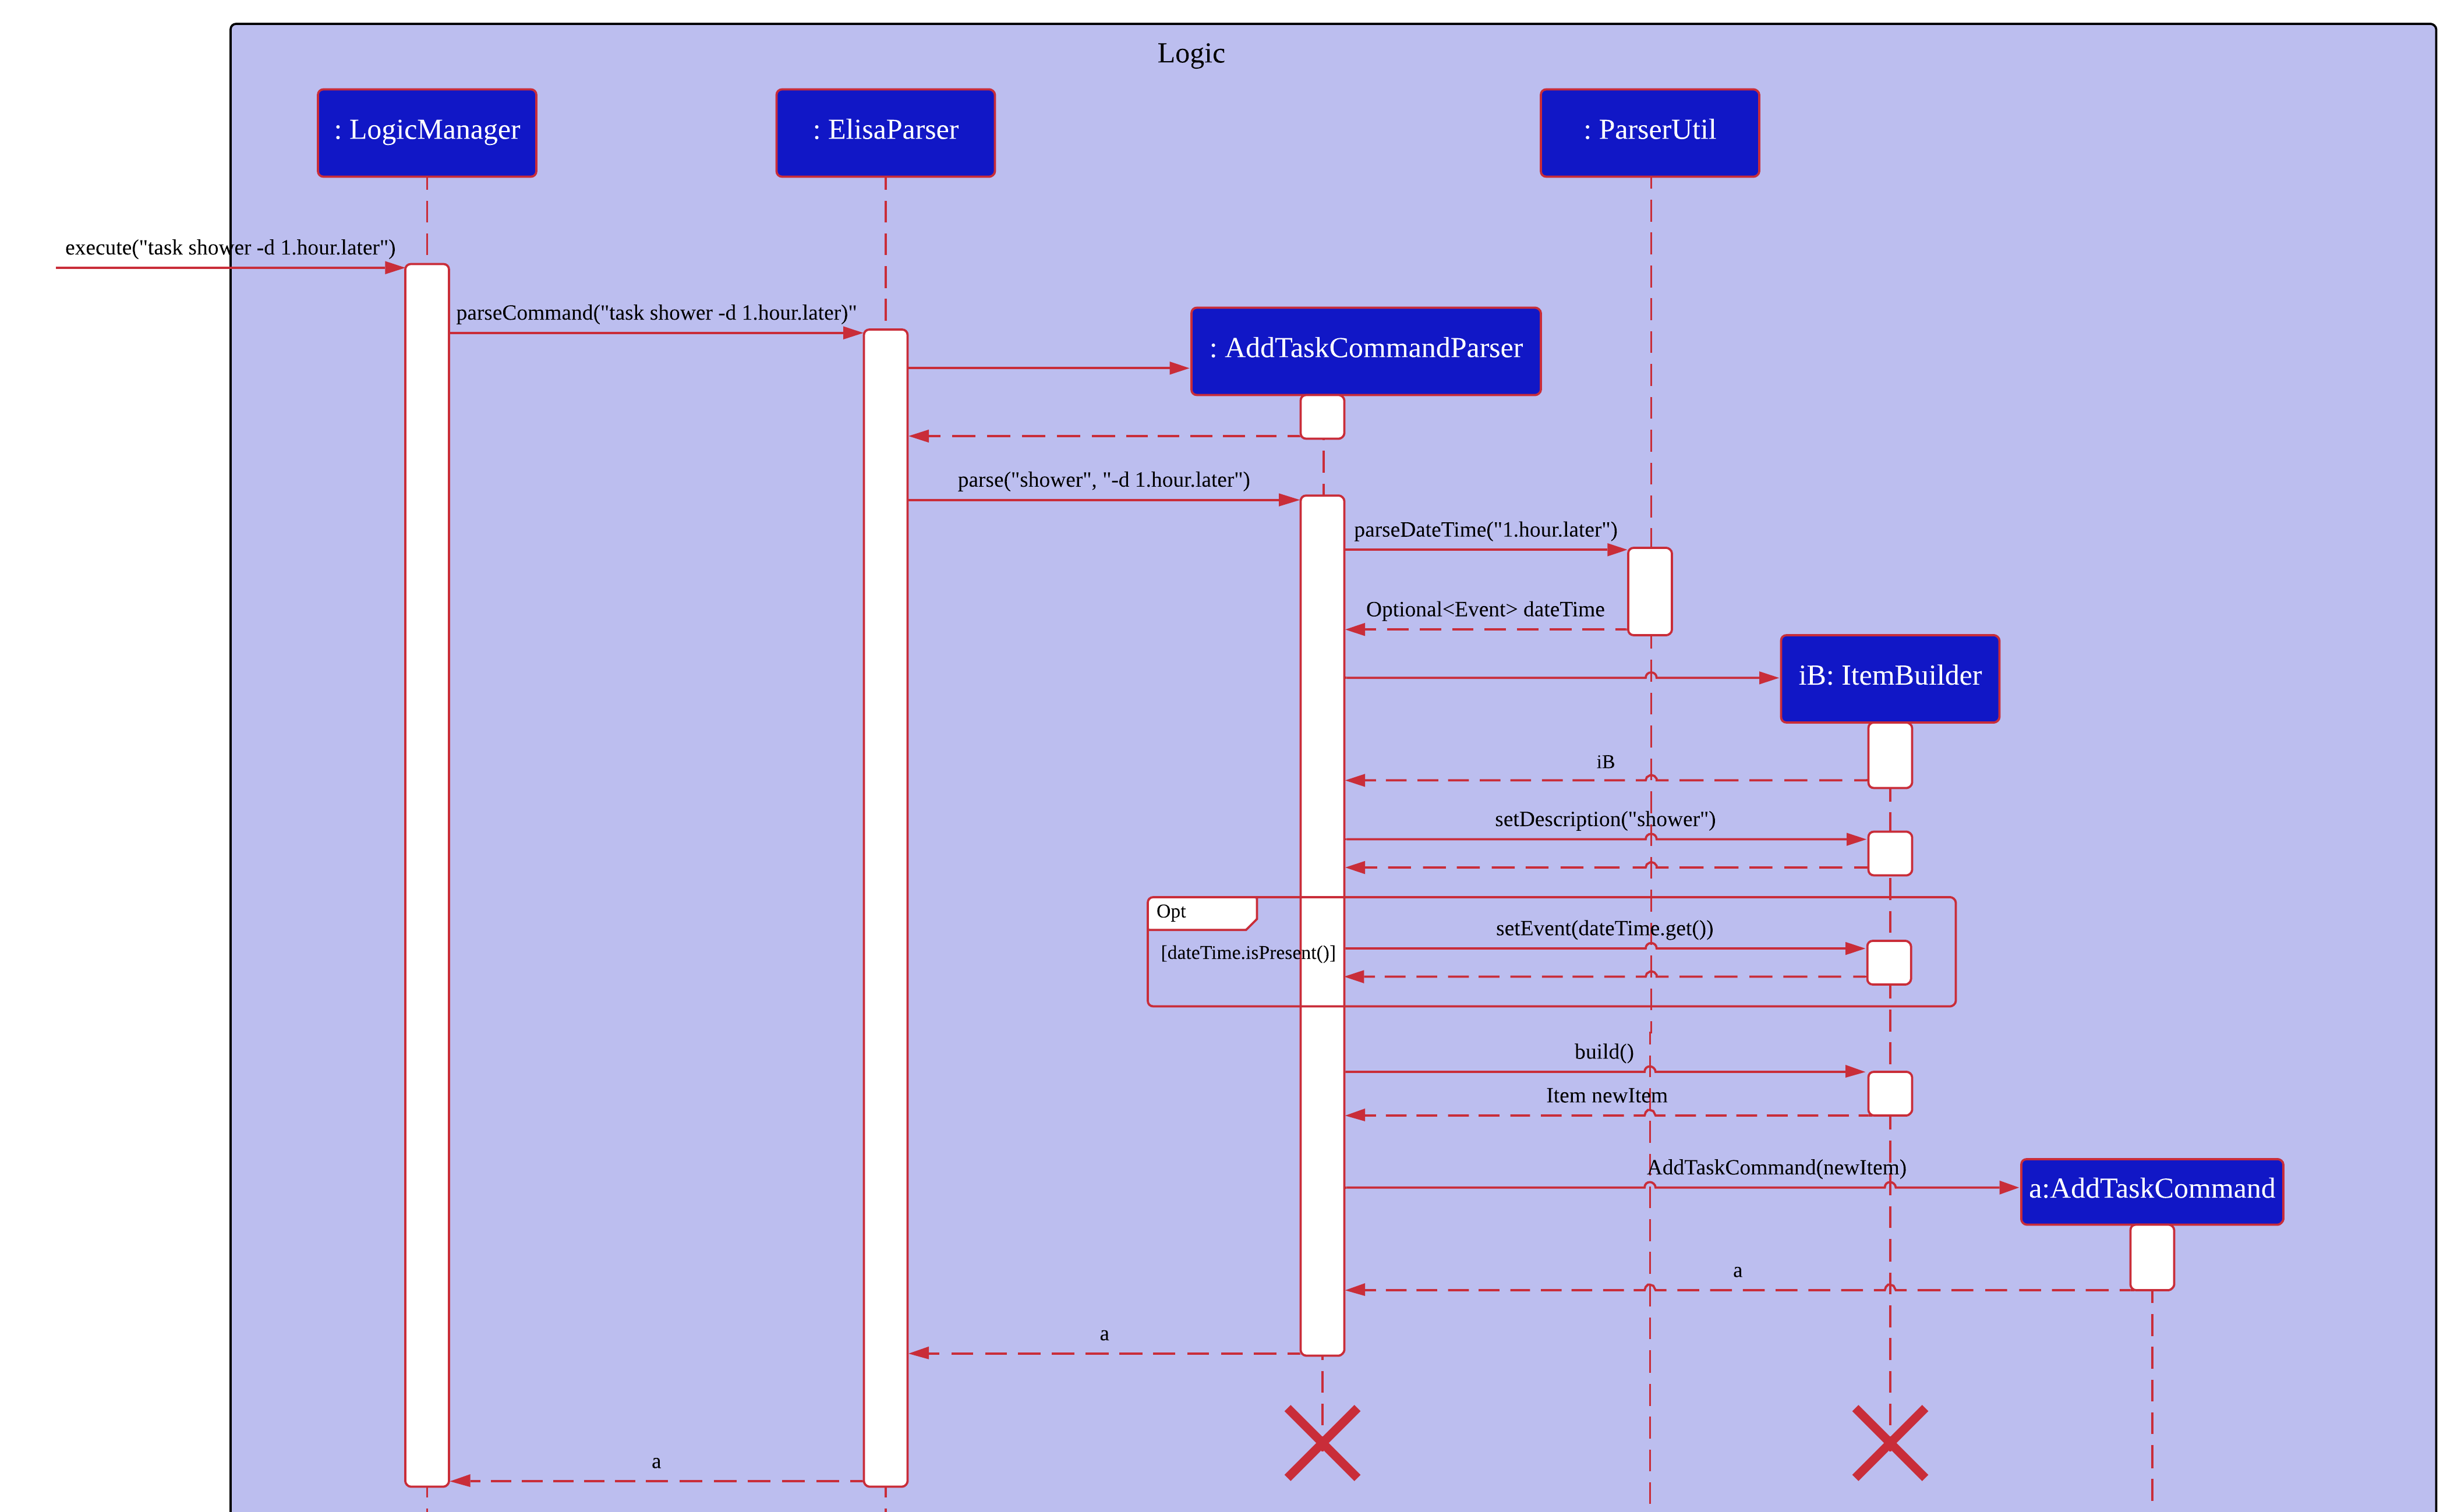 Logic
: LogicManager
: ElisaParser
: ParserUtil
execute("task shower -d 1.hour.later")
parseCommand("task shower -d 1.hour.later)"
: AddTaskCommandParser
parse("shower", "-d 1.hour.later")
parseDateTime("1.hour.later")
Optional<Event> dateTime
iB: ItemBuilder
iB
setDescription("shower")
Opt
setEvent(dateTime.get())
[dateTime.isPresent()]
build()
Item newItem
AddTaskCommand(newItem)
a:AddTaskCommand
a
a
a